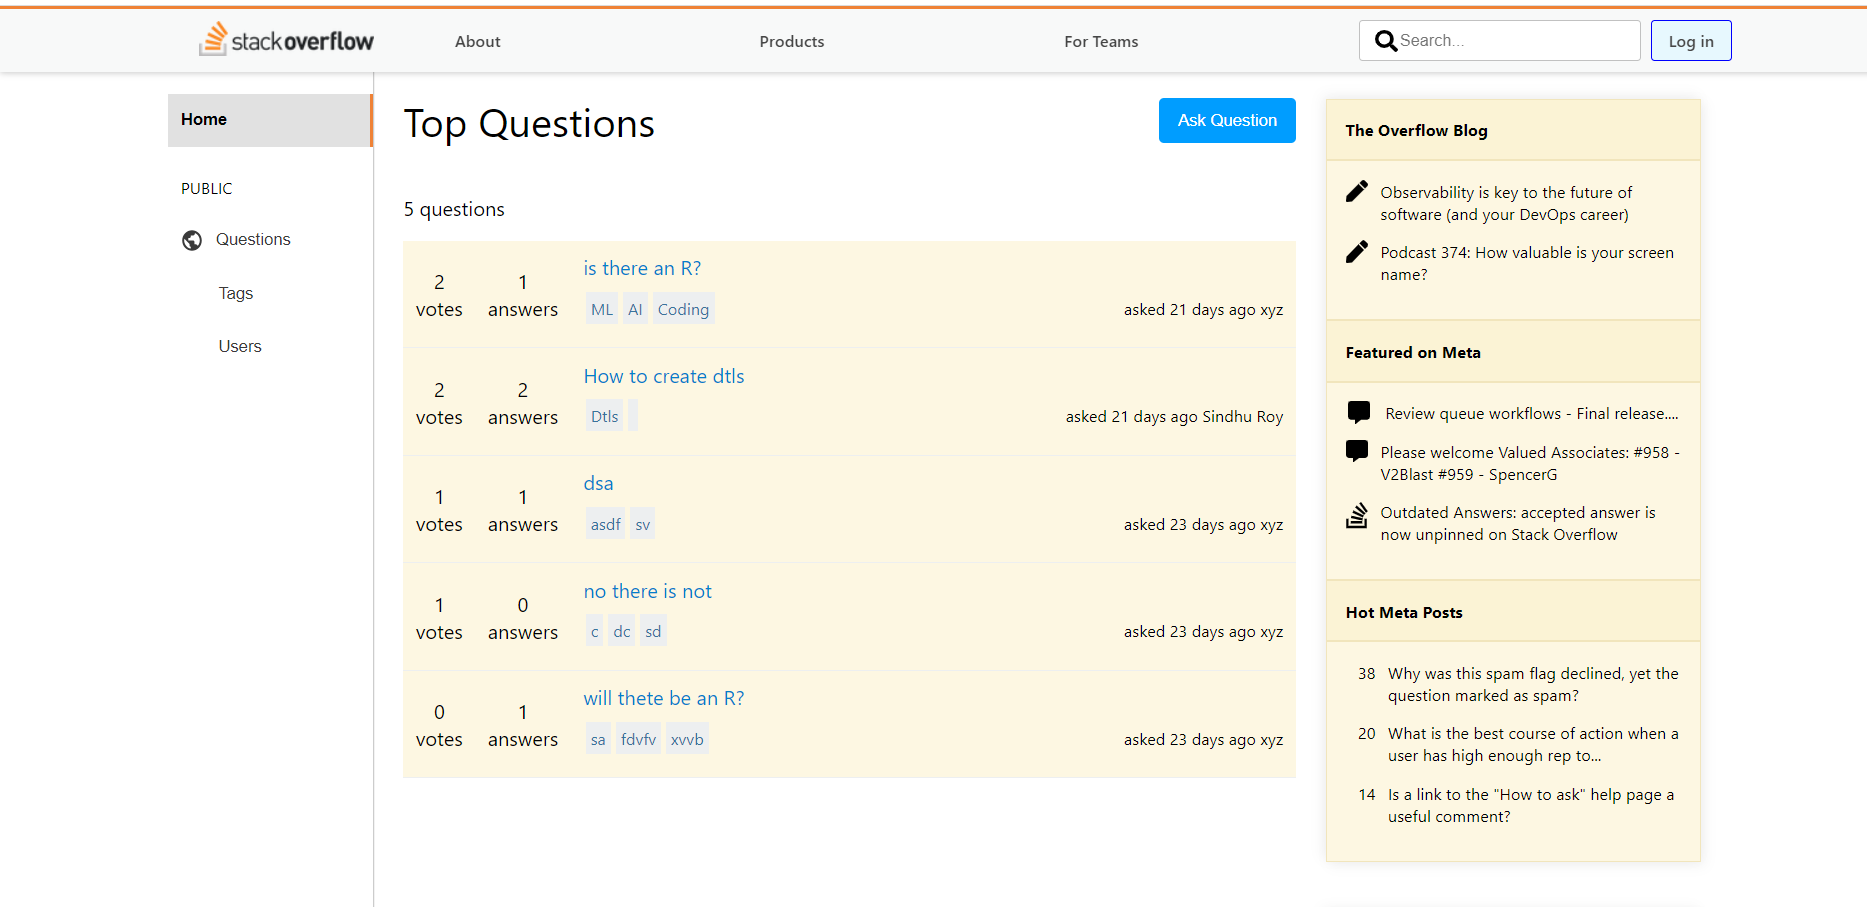 stackoverflow
About
Products
For Teams
Search...
Log in
Home
PUBLIC
Questions
Tags
Users
Top Questions
Ask Question
5 questions
2 votes
1 answers
is there an R?
ML AI Coding
asked 21 days ago xyz
2 votes
2 answers
How to create dtls
Dtls
asked 21 days ago Sindhu Roy
1 votes
1 answers
dsa
asdf sv
asked 23 days ago xyz
1 votes
0 answers
no there is not
c dc sd
asked 23 days ago xyz
0 votes
1 answers
will thete be an R?
sa fdvfv xvvb
asked 23 days ago xyz
The Overflow Blog
Observability is key to the future of
software (and your DevOps career)
Podcast 374: How valuable is your screen
name?
Featured on Meta
Review queue workflows - Final release....
Please welcome Valued Associates: #958 -
V2Blast #959 - SpencerG
Outdated Answers: accepted answer is
now unpinned on Stack Overflow
Hot Meta Posts
38 Why was this spam flag declined, yet the
question marked as spam?
20 What is the best course of action when a
user has high enough rep to...
14 Is a link to the "How to ask" help page a
useful comment?